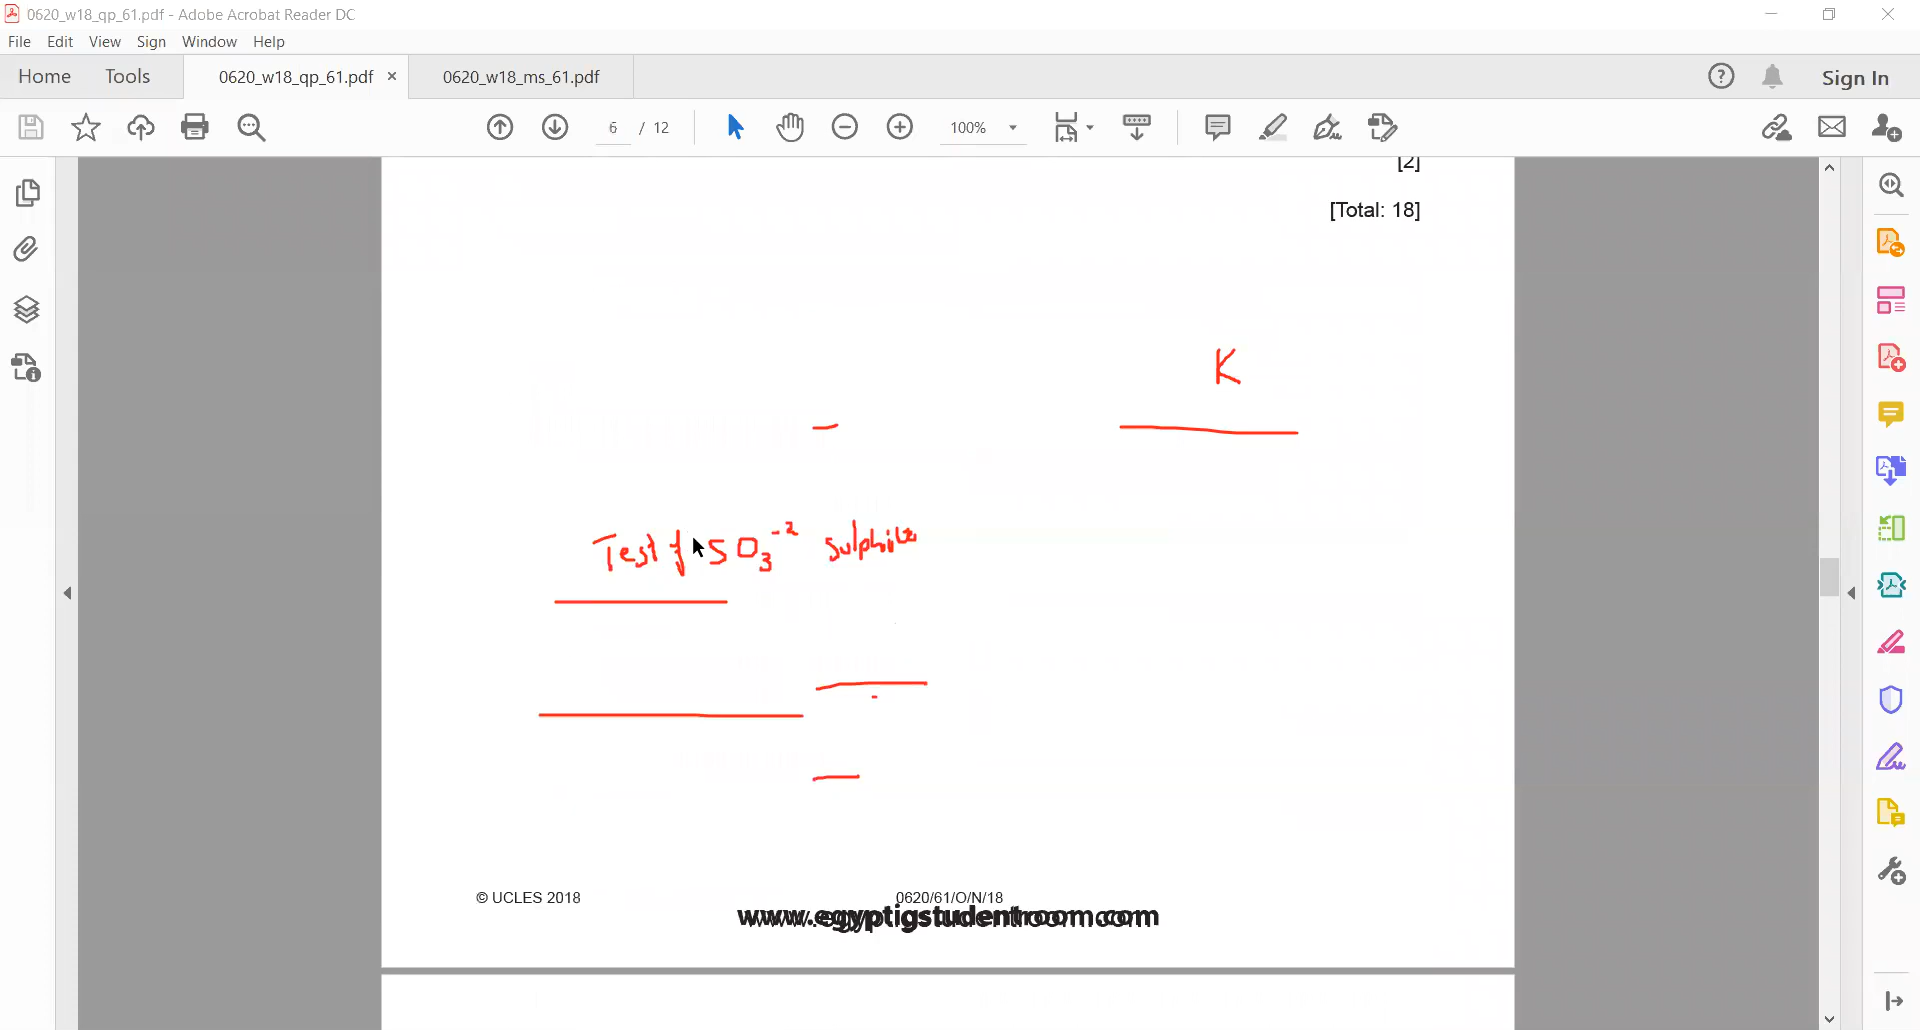 0620_w18_qp_61.pdf - Adobe Acrobat Reader DC
File Edit View Sign Window Help
Home Tools 0620_w18_qp_61.pdf × 0620_w18_ms_61.pdf Sign In
6 / 12 100%
[2]
[Total: 18]
K
Test f SO₃⁻² sulphite
© UCLES 2018 0620/61/O/N/18
www.egyptigstudentroom.com